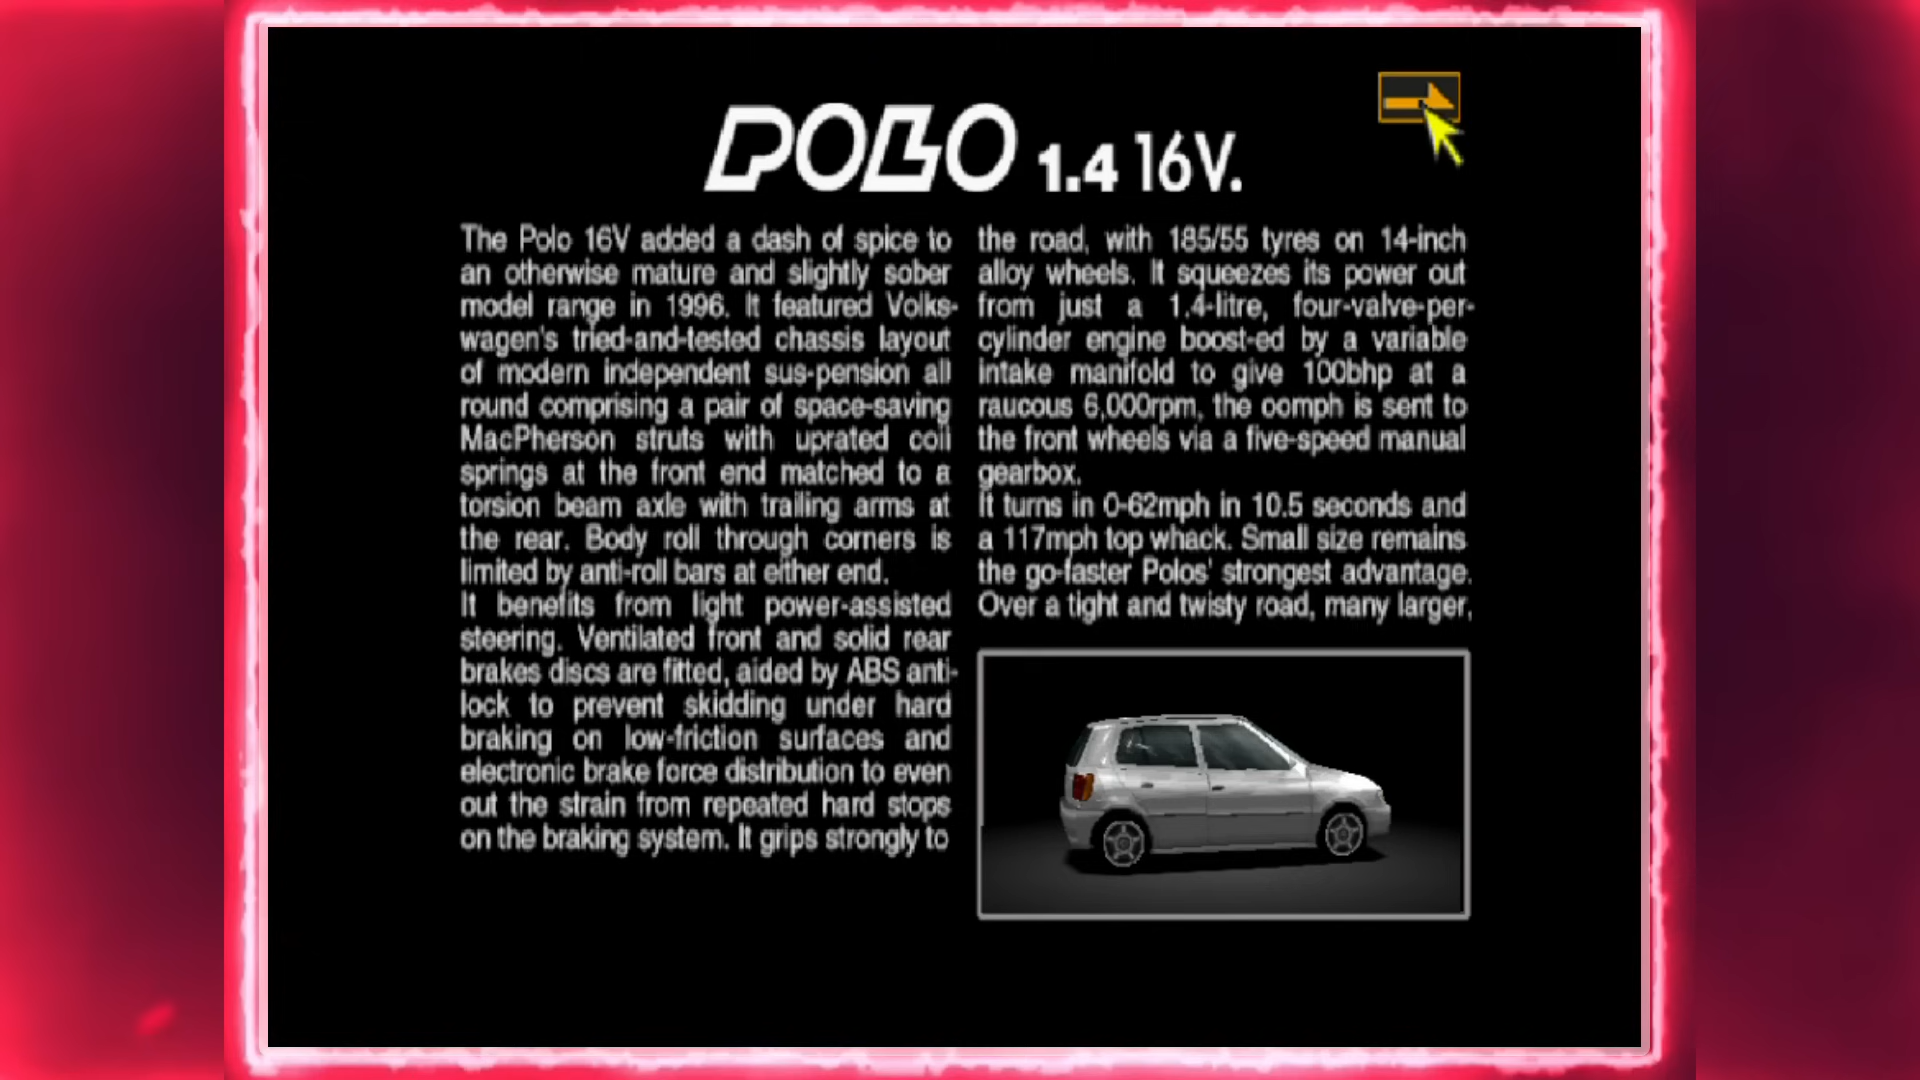 POLO 1.4 16V.
The Polo 16V added a dash of spice to
an otherwise mature and slightly sober
model range in 1996. It featured Volks-
wagen's tried-and-tested chassis layout
of modern independent sus-pension all
round comprising a pair of space-saving
MacPherson struts with uprated coil
springs at the front end matched to a
torsion beam axle with trailing arms at
the rear. Body roll through corners is
limited by anti-roll bars at either end.
It benefits from light power-assisted
steering. Ventilated front and solid rear
brakes discs are fitted, aided by ABS anti-
lock to prevent skidding under hard
braking on low-friction surfaces and
electronic brake force distribution to even
out the strain from repeated hard stops
on the braking system. It grips strongly to
the road, with 185/55 tyres on 14-inch
alloy wheels. It squeezes its power out
from just a 1.4-litre, four-valve-per-
cylinder engine boost-ed by a variable
intake manifold to give 100bhp at a
raucous 6,000rpm, the oomph is sent to
the front wheels via a five-speed manual
gearbox.
It turns in 0-62mph in 10.5 seconds and
a 117mph top whack. Small size remains
the go-faster Polos' strongest advantage.
Over a tight and twisty road, many larger,